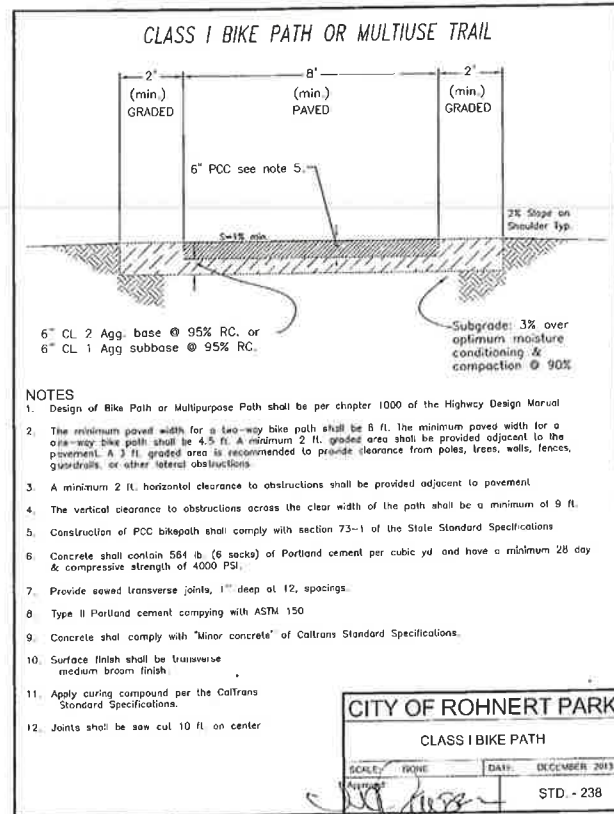 CLASS I BIKE PATH OR MULTIUSE TRAIL
2'
8'
2'
(min.)
GRADED
(min.)
PAVED
(min.)
GRADED
6" PCC see note 5.
2% Slope on
Shoulder Typ.
S=1% min.
6" CL 2 Agg. base @ 95% RC. or
6" CL 1 Agg subbase @ 95% RC.
Subgrade: 3% over
optimum moisture
conditioning &
compaction @ 90%
NOTES
1. Design of Bike Path or Multipurpose Path shall be per chapter 1000 of the Highway Design Manual
2. The minimum paved width for a two-way bike path shall be 8 ft. The minimum paved width for a
one-way bike path shall be 4.5 ft. A minimum 2 ft. graded area shall be provided adjacent to the
pavement. A 3 ft. graded area is recommended to provide clearance from poles, trees, walls, fences,
guardrails, or other lateral obstructions
3. A minimum 2 ft. horizontal clearance to obstructions shall be provided adjacent to pavement
4. The vertical clearance to obstructions across the clear width of the path shall be a minimum of 9 ft.
5. Construction of PCC bikepath shall comply with section 73-1 of the State Standard Specifications
6. Concrete shall contain 564 lb. (6 sacks) of Portland cement per cubic yd and have a minimum 28 day
& compressive strength of 4000 PSI.
7. Provide sawed transverse joints, 1" deep at 12, spacings
8 Type II Portland cement compying with ASTM 150
9. Concrete shal comply with "Minor concrete" of Caltrans Standard Specifications.
10. Surface finish shall be transverse
medium broom finish.
11. Apply curing compound per the CalTrans
Standard Specifications.
12. Joints shall be saw cut 10 ft. on center
CITY OF ROHNERT PARK
CLASS I BIKE PATH
SCALE: NONE DATE: DECEMBER 2013
Approved
STD. - 238